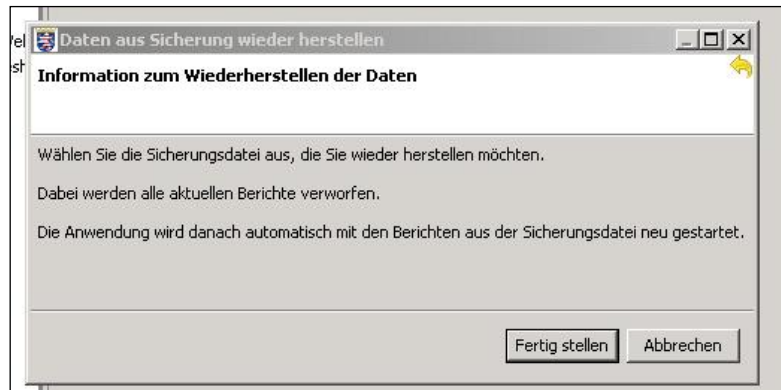 Daten aus Sicherung wieder herstellen
Information zum Wiederherstellen der Daten
Wählen Sie die Sicherungsdatei aus, die Sie wieder herstellen möchten.
Dabei werden alle aktuellen Berichte verworfen.
Die Anwendung wird danach automatisch mit den Berichten aus der Sicherungsdatei neu gestartet.
Fertig stellen
Abbrechen